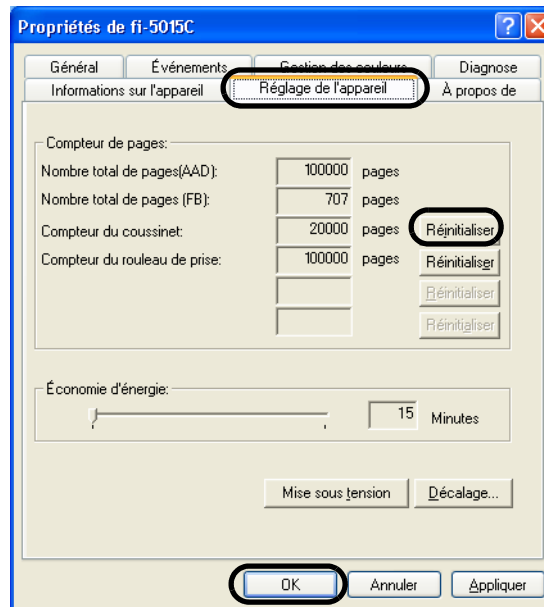 Propriétés de fi-5015C
Général Événements Gestion des couleurs Diagnose
Informations sur l'appareil Réglage de l'appareil À propos de
Compteur de pages:
Nombre total de pages(AAD): 100000 pages
Nombre total de pages (FB): 707 pages
Compteur du coussinet: 20000 pages Réinitialiser
Compteur du rouleau de prise: 100000 pages Réinitialiser
Réinitialiser
Réinitialiser
Économie d'énergie:
15 Minutes
Mise sous tension Décalage...
OK Annuler Appliquer